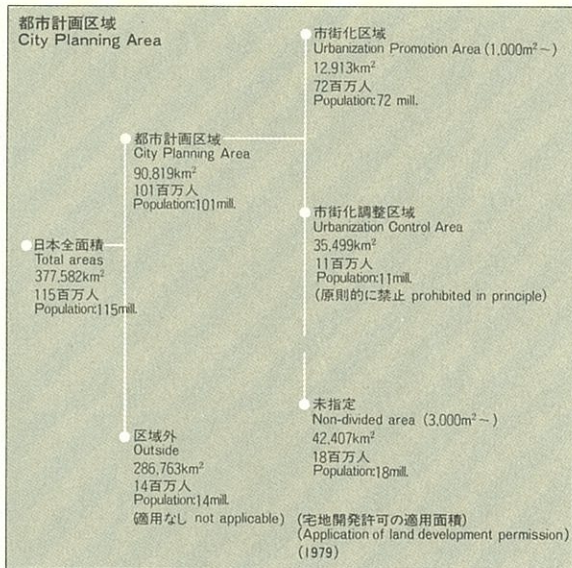 都市計画区域
City Planning Area
市街化区域
Urbanization Promotion Area (1,000m²~)
12,913km²
72百万人
Population:72 mill.
都市計画区域
City Planning Area
90,819km²
101百万人
Population:101mill.
市街化調整区域
Urbanization Control Area
35,499km²
11百万人
Population:11mill.
(原則的に禁止 prohibited in principle)
日本全面積
Total areas
377,582km²
115百万人
Population:115mill.
未指定
Non-divided area (3,000m²~)
42,407km²
18百万人
Population:18mill.
区域外
Outside
286,763km²
14百万人
Population:14mill.
(適用なし not applicable)
(宅地開発許可の適用面積)
(Application of land development permission)
(1979)